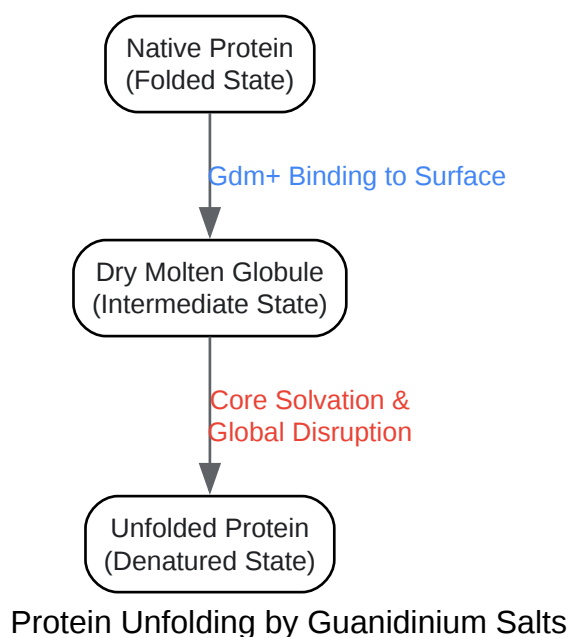 Native Protein
(Folded State)
Gdm+ Binding to Surface
Dry Molten Globule
(Intermediate State)
Core Solvation &
Global Disruption
Unfolded Protein
(Denatured State)
Protein Unfolding by Guanidinium Salts